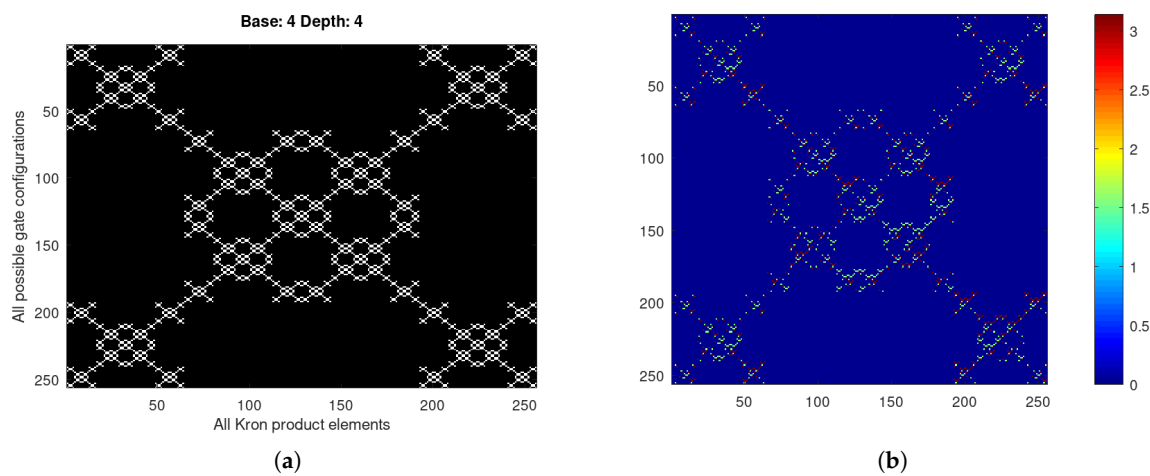 Base: 4 Depth: 4
All possible gate configurations
50
100
150
200
250
50 100 150 200 250
All Kron product elements
(a)
50
100
150
200
250
50 100 150 200 250
3
2.5
2
1.5
1
0.5
0
(b)